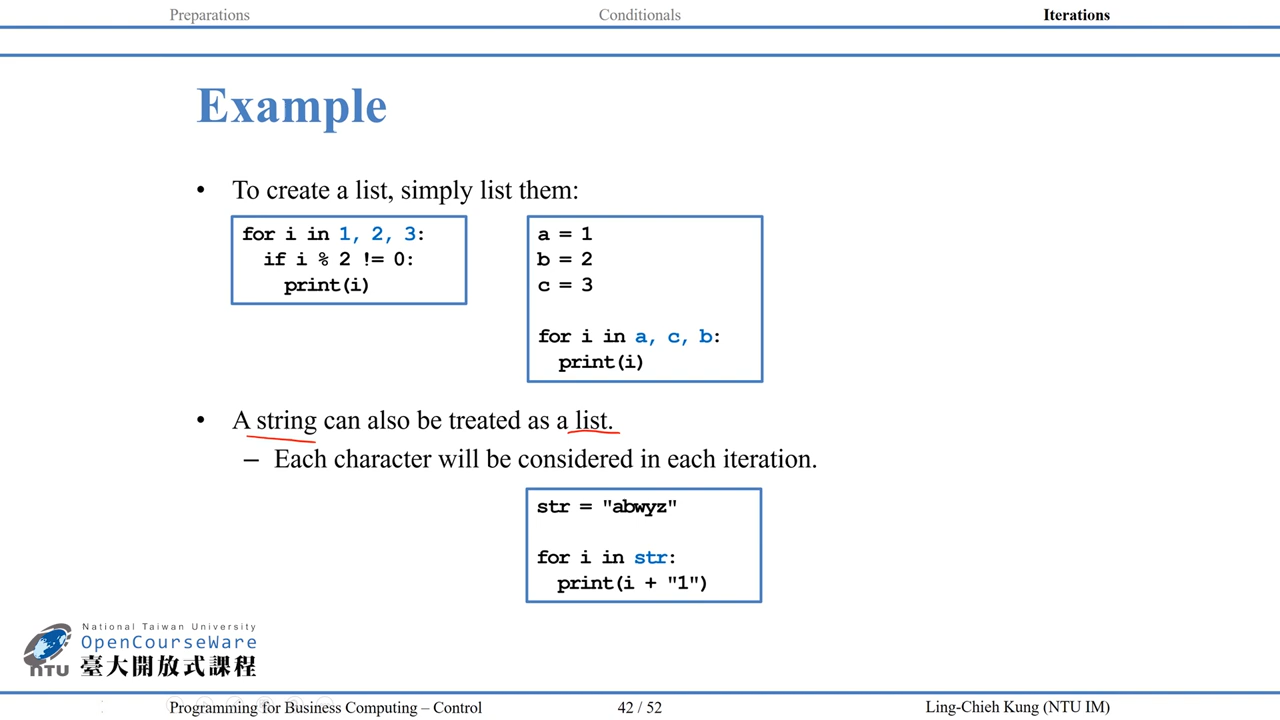 Preparations
Conditionals
Iterations
Example
• To create a list, simply list them:
for i in 1, 2, 3:
if i % 2 != 0:
print(i)
a = 1
b = 2
c = 3
for i in a, c, b:
print(i)
• A string can also be treated as a list.
– Each character will be considered in each iteration.
str = "abwyz"
for i in str:
print(i + "1")
National Taiwan University
OpenCourseWare
NTU 臺大開放式課程
Programming for Business Computing – Control
42 / 52
Ling-Chieh Kung (NTU IM)